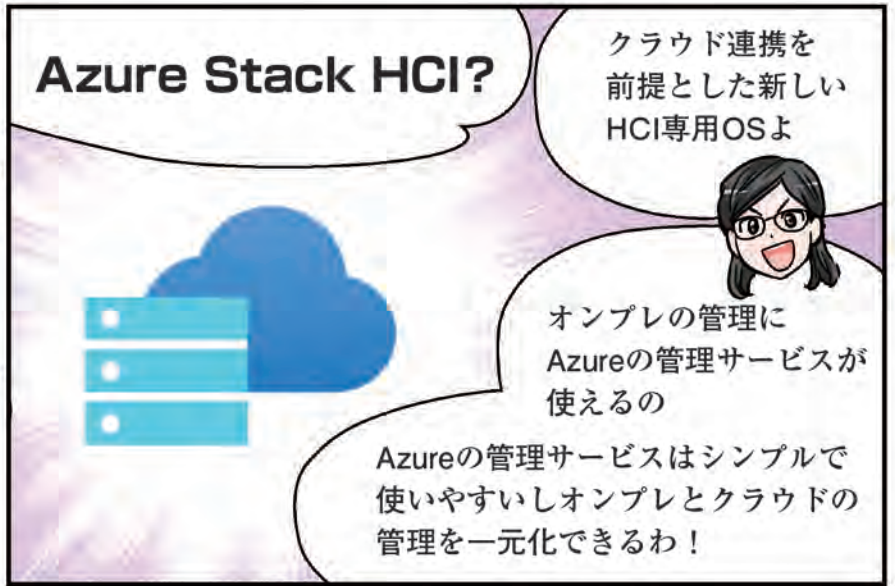 Azure Stack HCI?
クラウド連携を
前提とした新しい
HCI専用OSよ
オンプレの管理に
Azureの管理サービスが
使えるの
Azureの管理サービスはシンプルで
使いやすいしオンプレとクラウドの
管理を一元化できるわ！